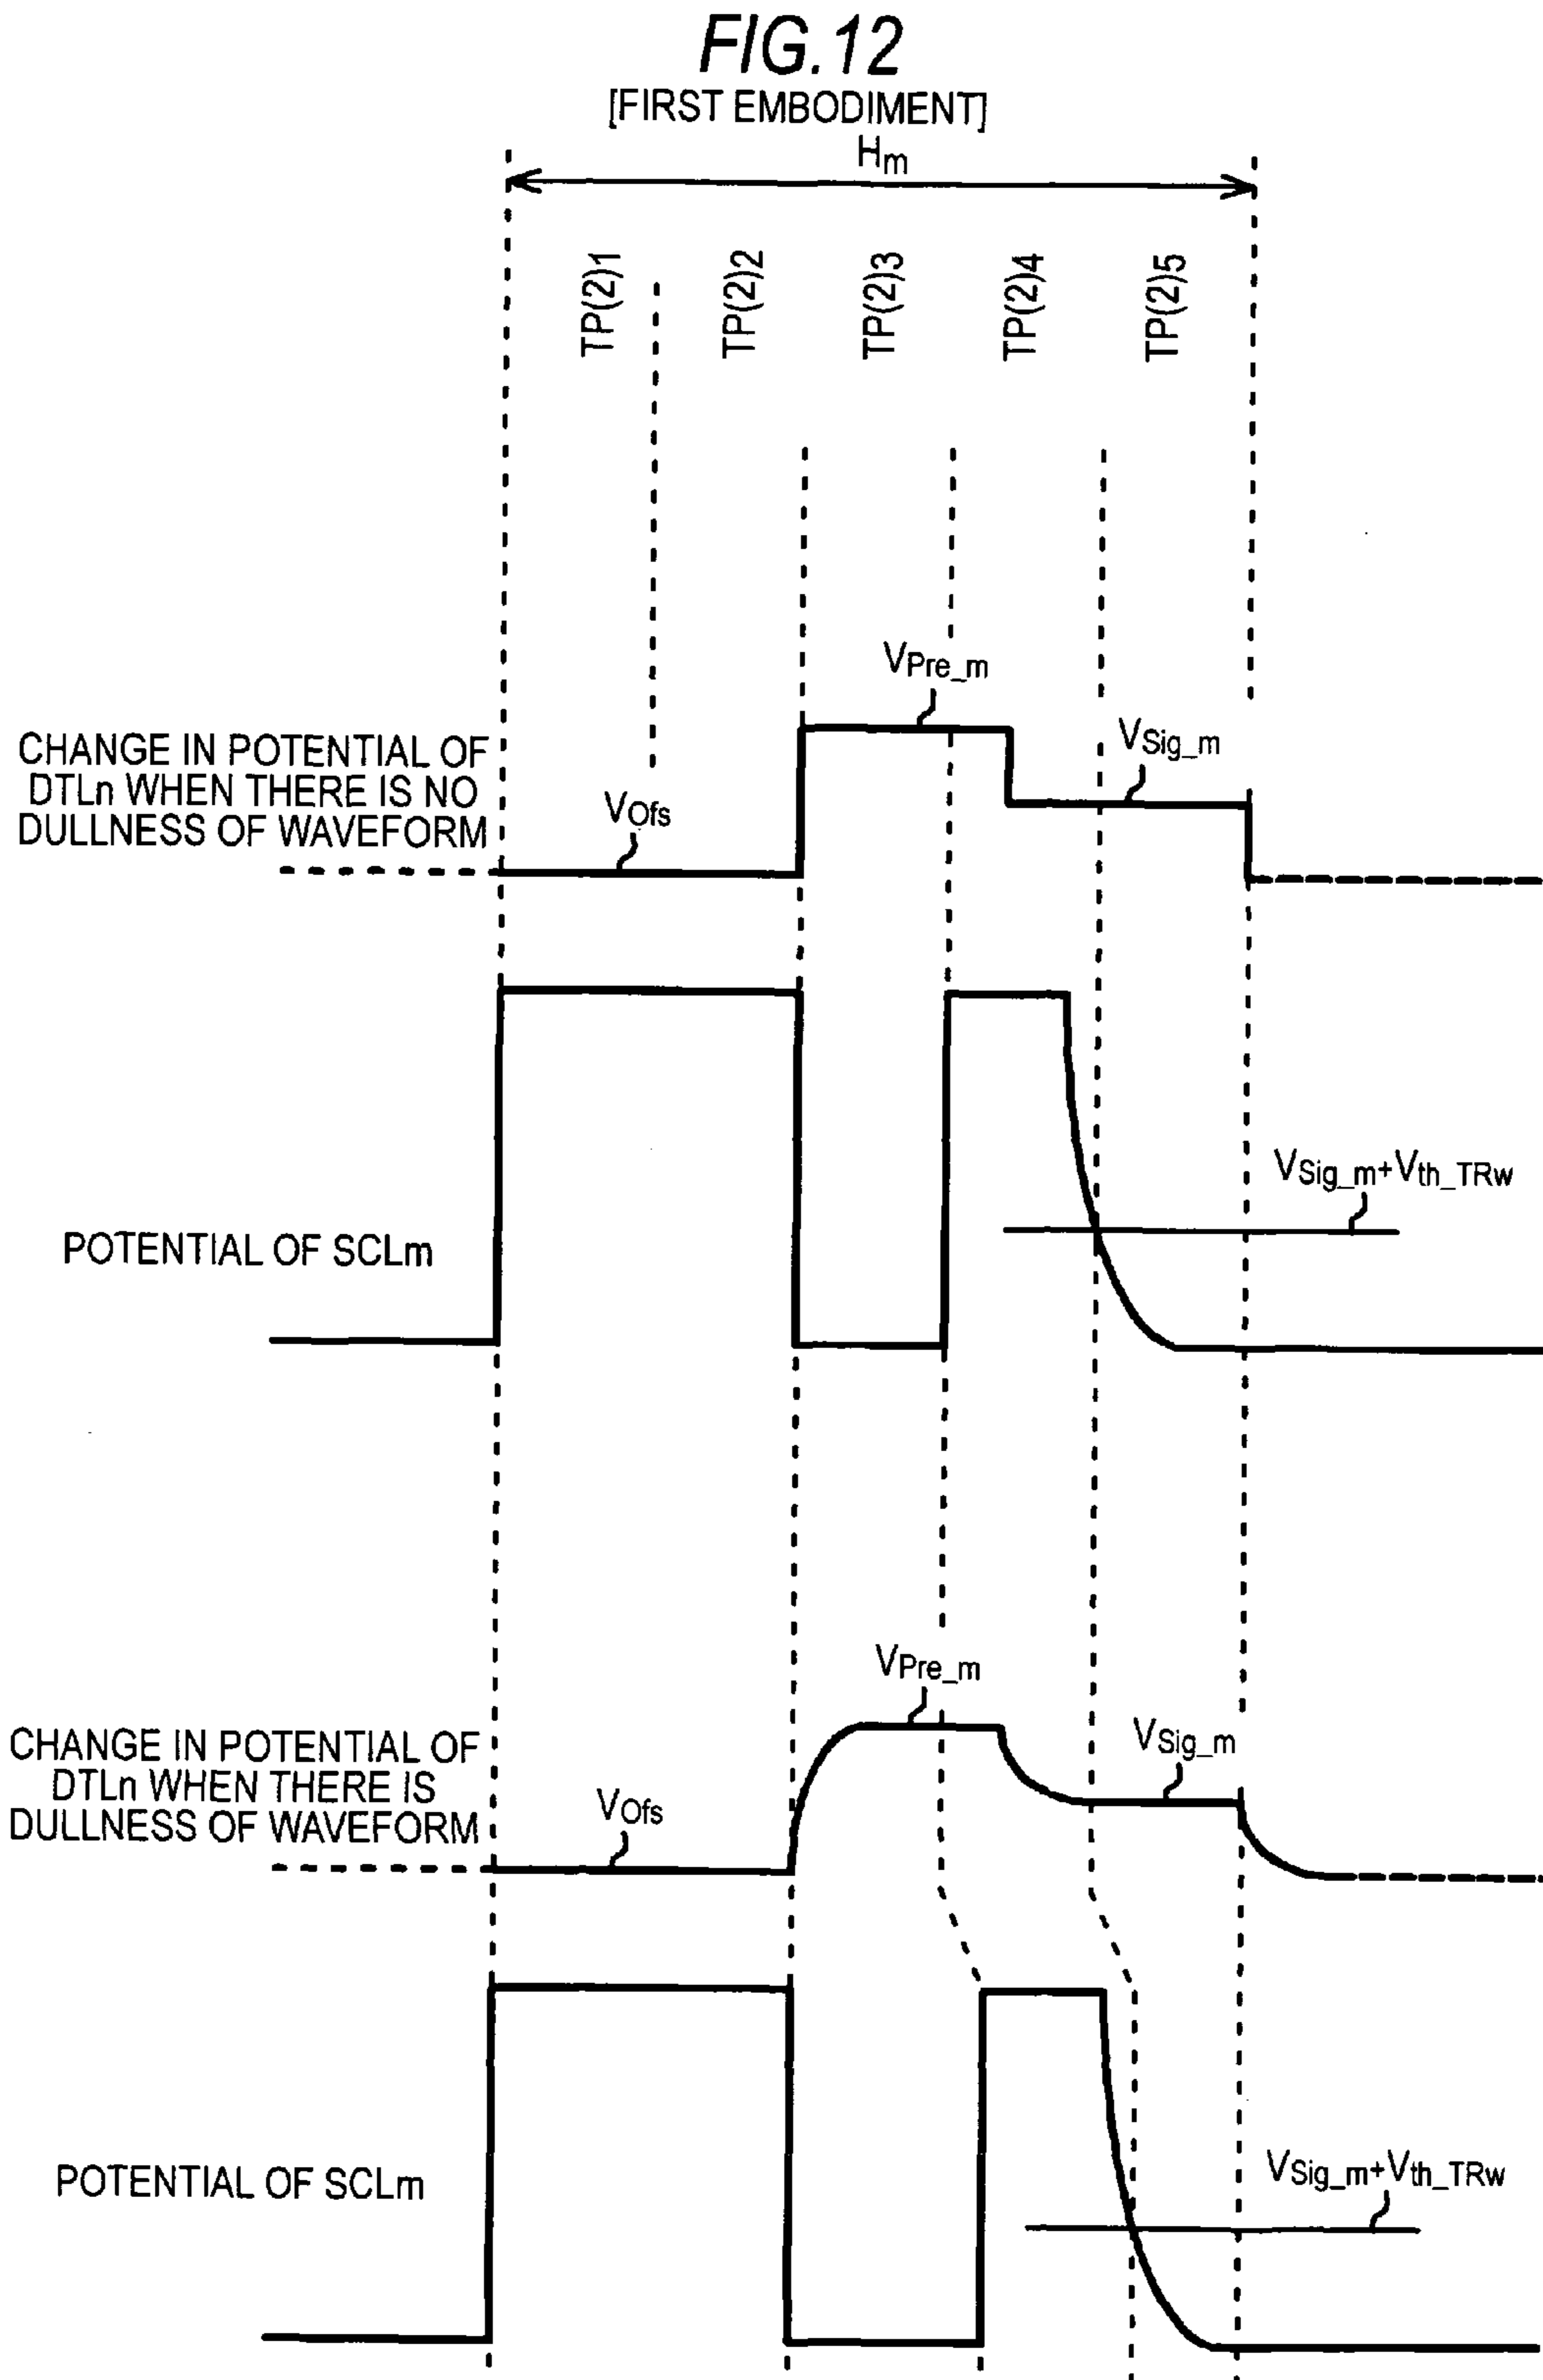 FIG.12
[FIRST EMBODIMENT]
Hm
TP(2)1
TP(2)2
TP(2)3
TP(2)4
TP(2)5
VPre_m
VSig_m
CHANGE IN POTENTIAL OF
DTLn WHEN THERE IS NO
DULLNESS OF WAVEFORM
VOfs
VSig_m+Vth_TRw
POTENTIAL OF SCLm
VPre_m
VSig_m
CHANGE IN POTENTIAL OF
DTLn WHEN THERE IS
DULLNESS OF WAVEFORM
VOfs
VSig_m+Vth_TRw
POTENTIAL OF SCLm